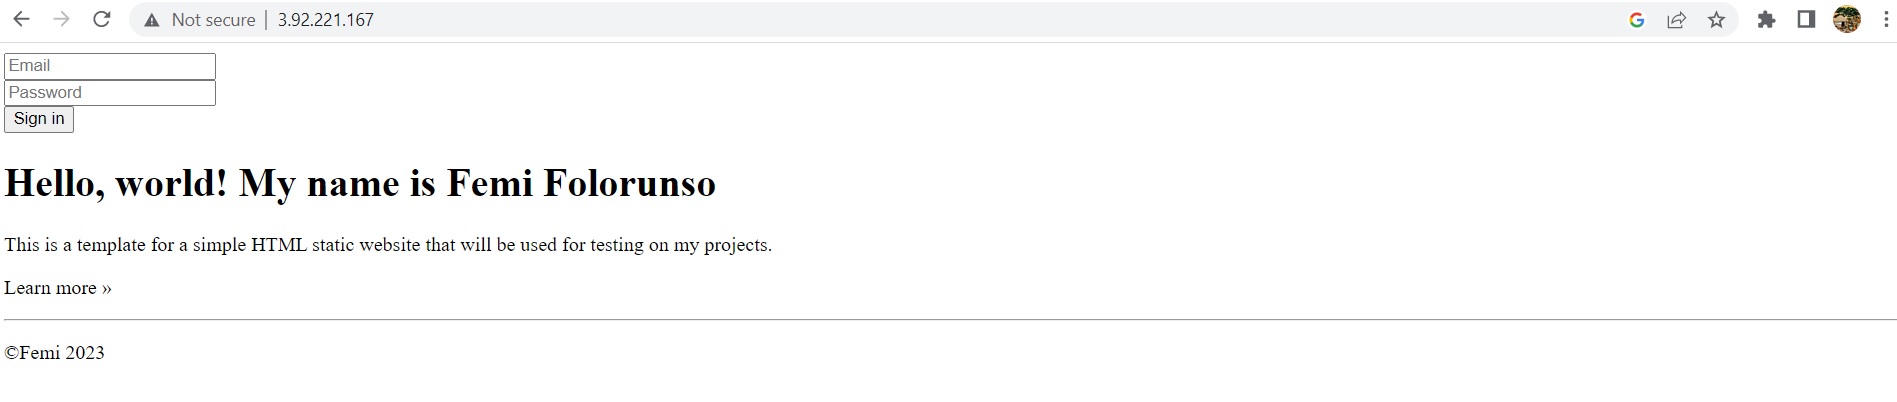 Not secure | 3.92.221.167
Email
Password
Sign in
Hello, world! My name is Femi Folorunso
This is a template for a simple HTML static website that will be used for testing on my projects.
Learn more »
©Femi 2023